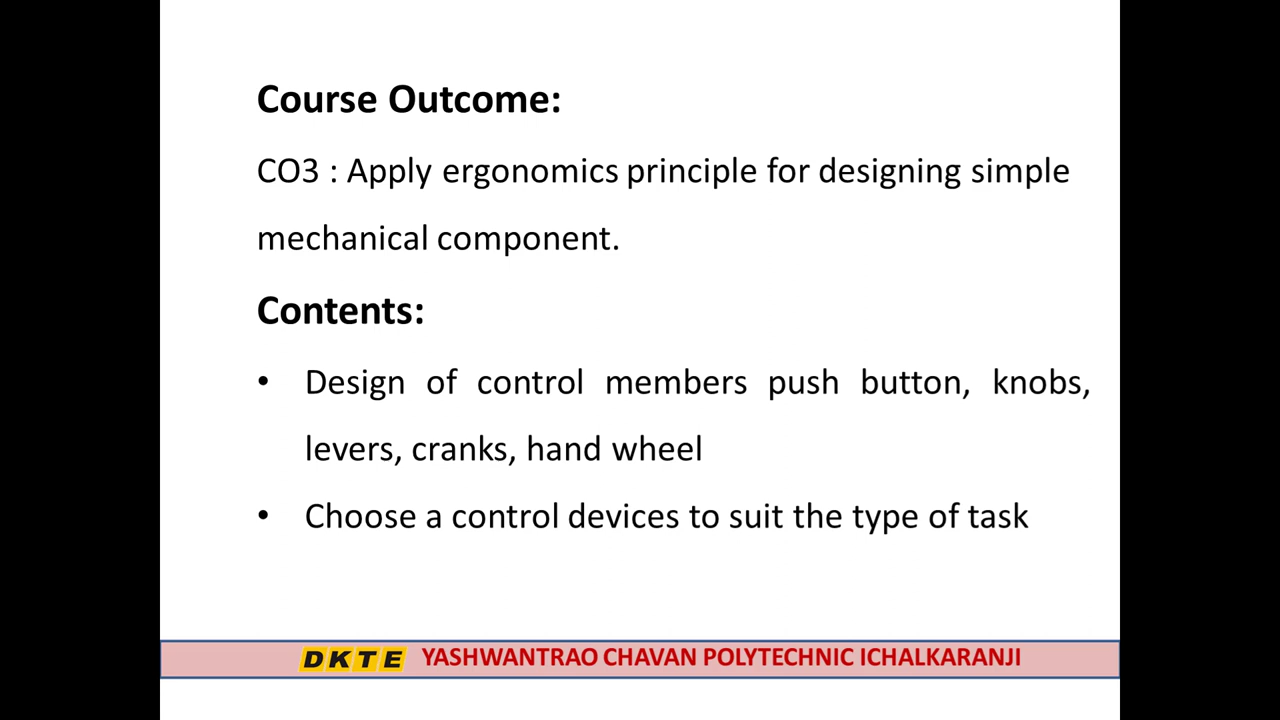 Course Outcome:
CO3 : Apply ergonomics principle for designing simple
mechanical component.
Contents:
• Design of control members push button, knobs,
levers, cranks, hand wheel
• Choose a control devices to suit the type of task
DKTE YASHWANTRAO CHAVAN POLYTECHNIC ICHALKARANJI